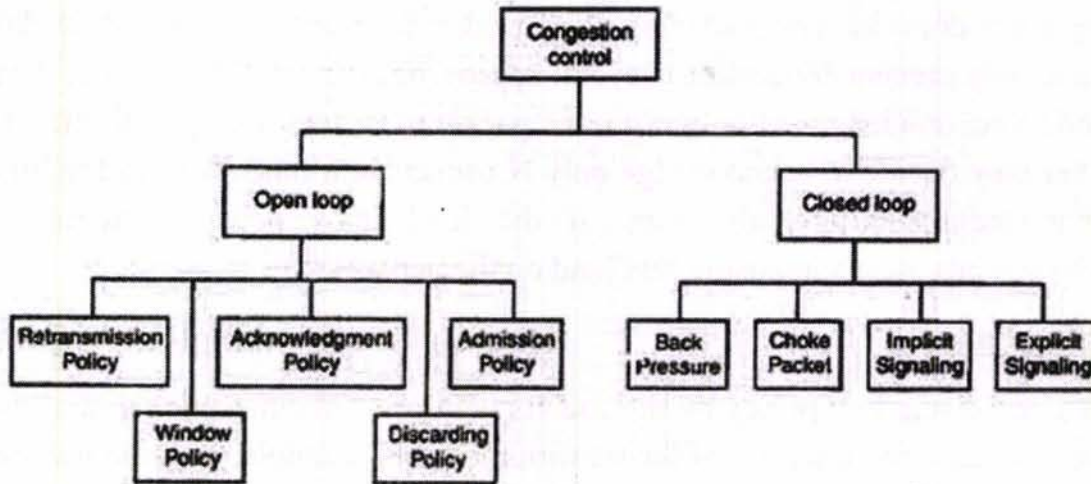 Congestion
control
Open loop
Closed loop
Retransmission
Policy
Acknowledgment
Policy
Admission
Policy
Back
Pressure
Choke
Packet
Implicit
Signaling
Explicit
Signaling
Window
Policy
Discarding
Policy